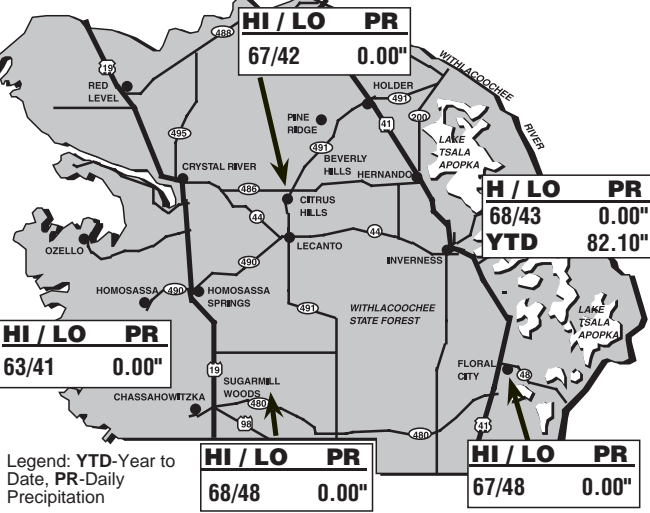 HI / LO PR
67/42 0.00"
488
19
RED
LEVEL
WITHLACOOCHEE
RIVER
HOLDER
491
PINE
RIDGE
41
200
495
491
LAKE
TSALA
APOPKA
BEVERLY
HILLS
CRYSTAL RIVER
HERNANDO
486
HI / LO PR
68/43 0.00"
YTD 82.10"
CITRUS
HILLS
44
44
OZELLO
LECANTO
INVERNESS
490
HOMOSASSA
490
HOMOSASSA
SPRINGS
491
WITHLACOOCHEE
STATE FOREST
LAKE
TSALA
APOPKA
HI / LO PR
63/41 0.00"
19
FLORAL
CITY
48
SUGARMILL
WOODS
CHASSAHOWITZKA
480
98
41
480
HI / LO PR
68/48 0.00"
HI / LO PR
67/48 0.00"
Legend: YTD-Year to
Date, PR-Daily
Precipitation